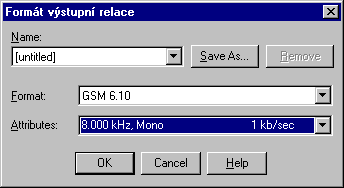 Formát výstupní relace
Name:
[untitled]
Save As...
Remove
Format:
GSM 6.10
Attributes:
8.000 kHz, Mono 1 kb/sec
OK
Cancel
Help